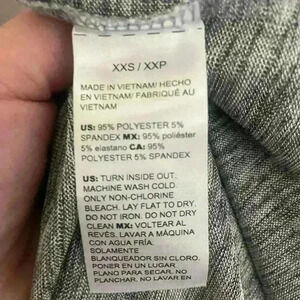 XXS / XXP
MADE IN VIETNAM/ HECHO
EN VIETNAM/ FABRIQUÉ AU
VIETNAM
US: 95% POLYESTER 5%
SPANDEX MX: 95% poliéster
5% elastano CA: 95%
POLYESTER 5% SPANDEX
US: TURN INSIDE OUT.
MACHINE WASH COLD.
ONLY NON-CHLORINE
BLEACH. LAY FLAT TO DRY.
DO NOT IRON. DO NOT DRY
CLEAN MX: VOLTEAR AL
REVÉS. LAVAR A MÁQUINA
CON AGUA FRÍA.
SOLAMENTE
BLANQUEADOR SIN CLORO.
PONER EN UN LUGAR
PLANO PARA SECAR. NO
PLANCHAR. NO LAVAR EN